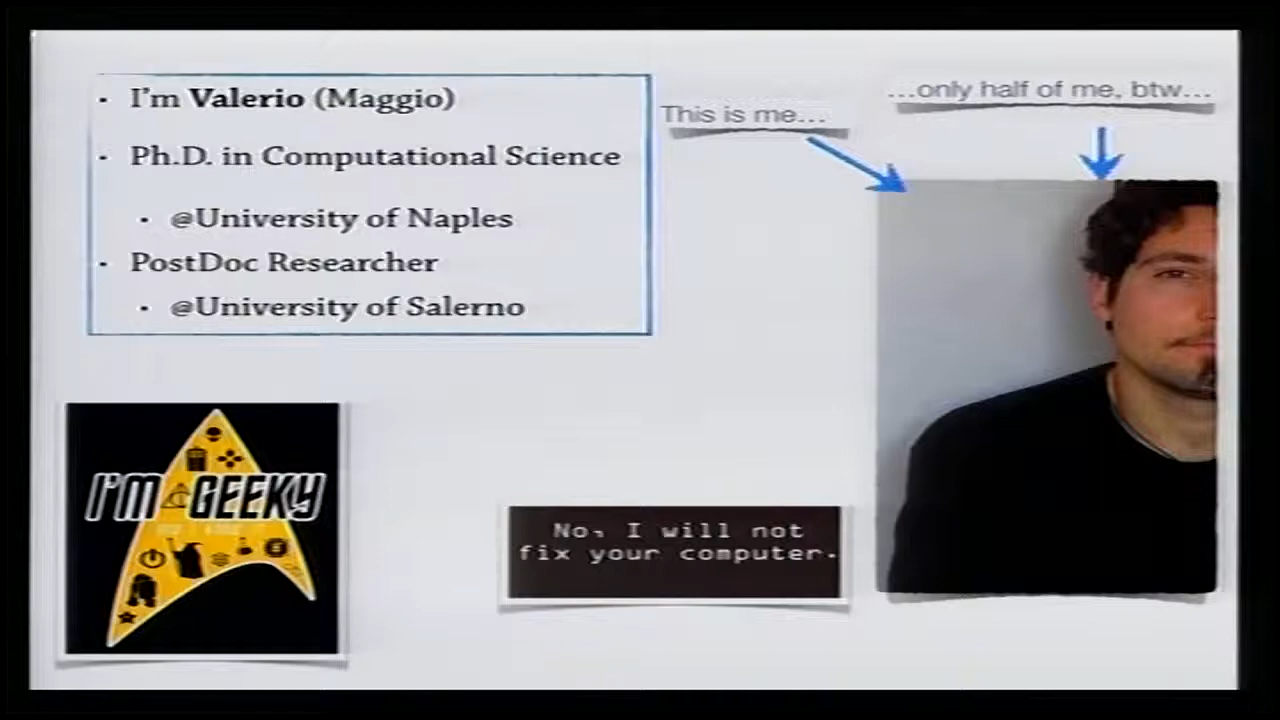 • I'm Valerio (Maggio)
• Ph.D. in Computational Science
• @University of Naples
• PostDoc Researcher
• @University of Salerno
This is me...
...only half of me, btw...
I'M GEEKY
No, I will not
fix your computer.